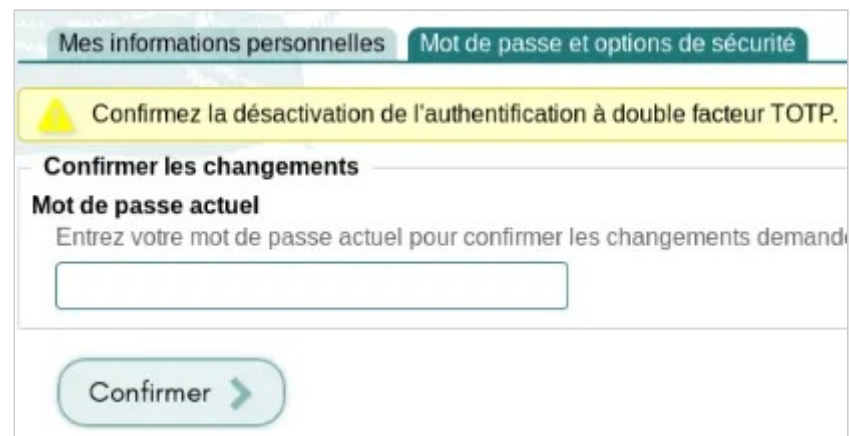 Mes informations personnelles Mot de passe et options de sécurité
Confirmez la désactivation de l'authentification à double facteur TOTP.
Confirmer les changements
Mot de passe actuel
Entrez votre mot de passe actuel pour confirmer les changements demand
Confirmer